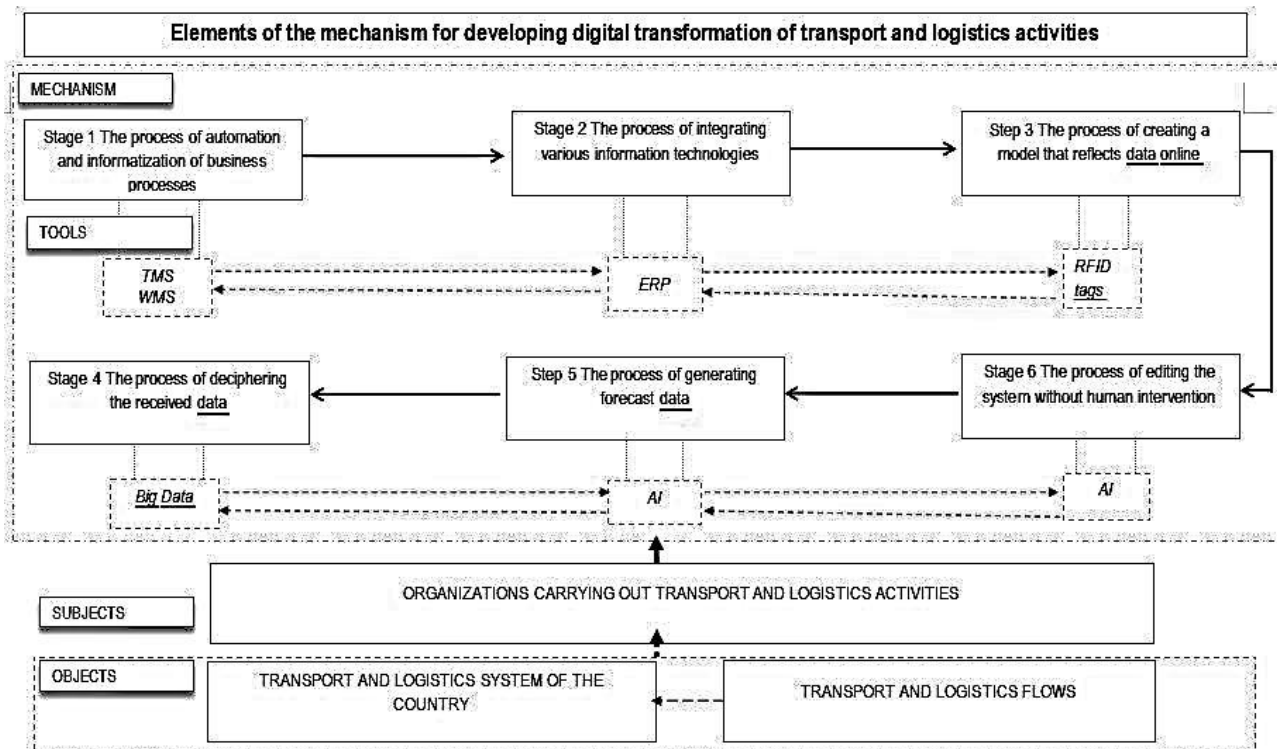 Elements of the mechanism for developing digital transformation of transport and logistics activities
MECHANISM
Stage 1 The process of automation
and informatization of business
processes
Stage 2 The process of integrating
various information technologies
Step 3 The process of creating a
model that reflects data online
TOOLS
TMS
WMS
ERP
RFID
tags
Stage 4 The process of deciphering
the received data
Step 5 The process of generating
forecast data
Stage 6 The process of editing the
system without human intervention
Big Data
AI
AI
ORGANIZATIONS CARRYING OUT TRANSPORT AND LOGISTICS ACTIVITIES
SUBJECTS
OBJECTS
TRANSPORT AND LOGISTICS SYSTEM OF THE
COUNTRY
TRANSPORT AND LOGISTICS FLOWS